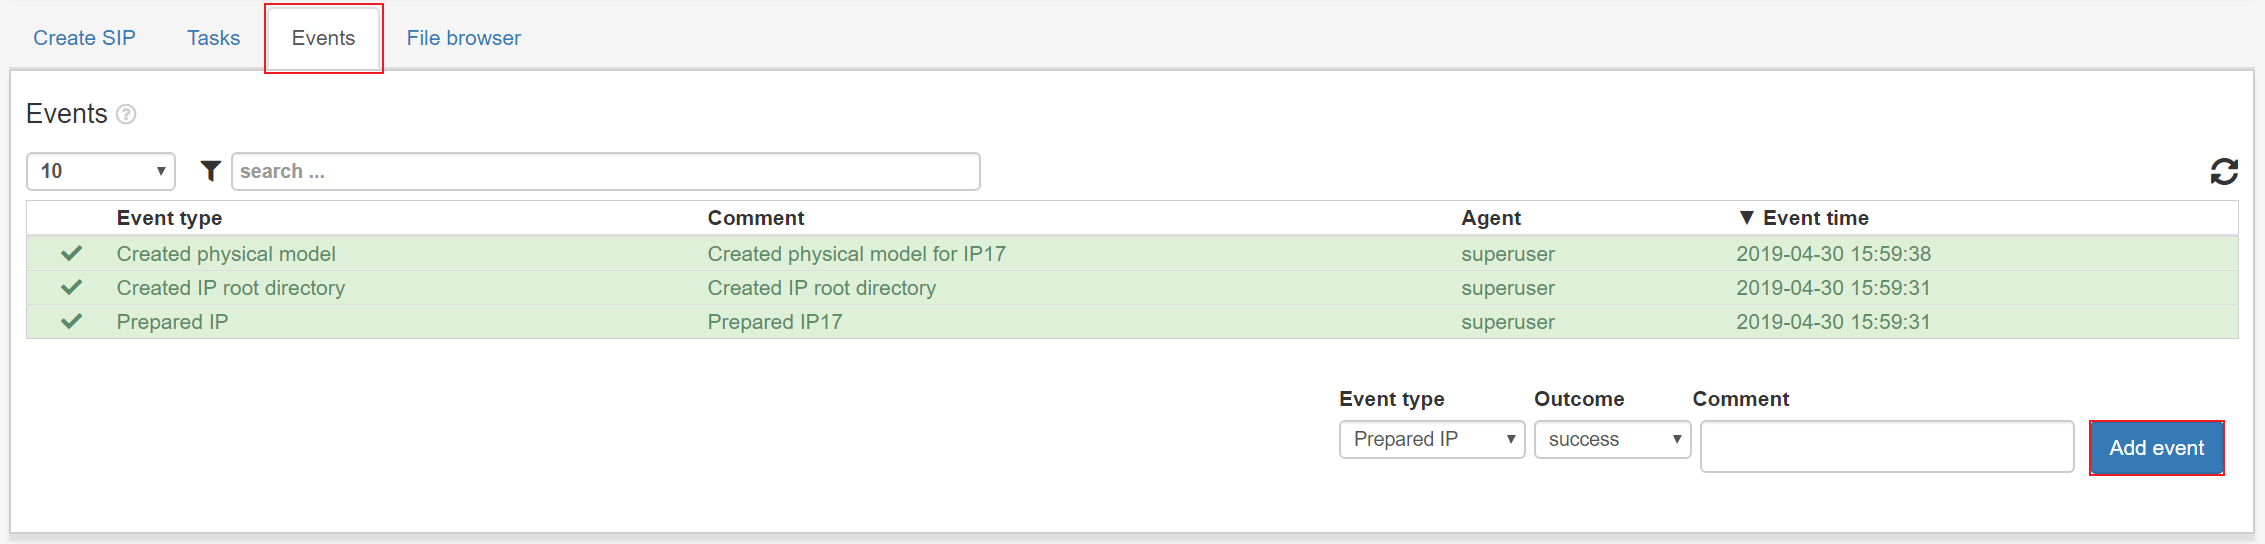 Create SIP Tasks Events File browser
Events ?
10 search ...
Event type Comment Agent ▼ Event time
Created physical model Created physical model for IP17 superuser 2019-04-30 15:59:38
Created IP root directory Created IP root directory superuser 2019-04-30 15:59:31
Prepared IP Prepared IP17 superuser 2019-04-30 15:59:31
Event type Outcome Comment
Prepared IP success Add event